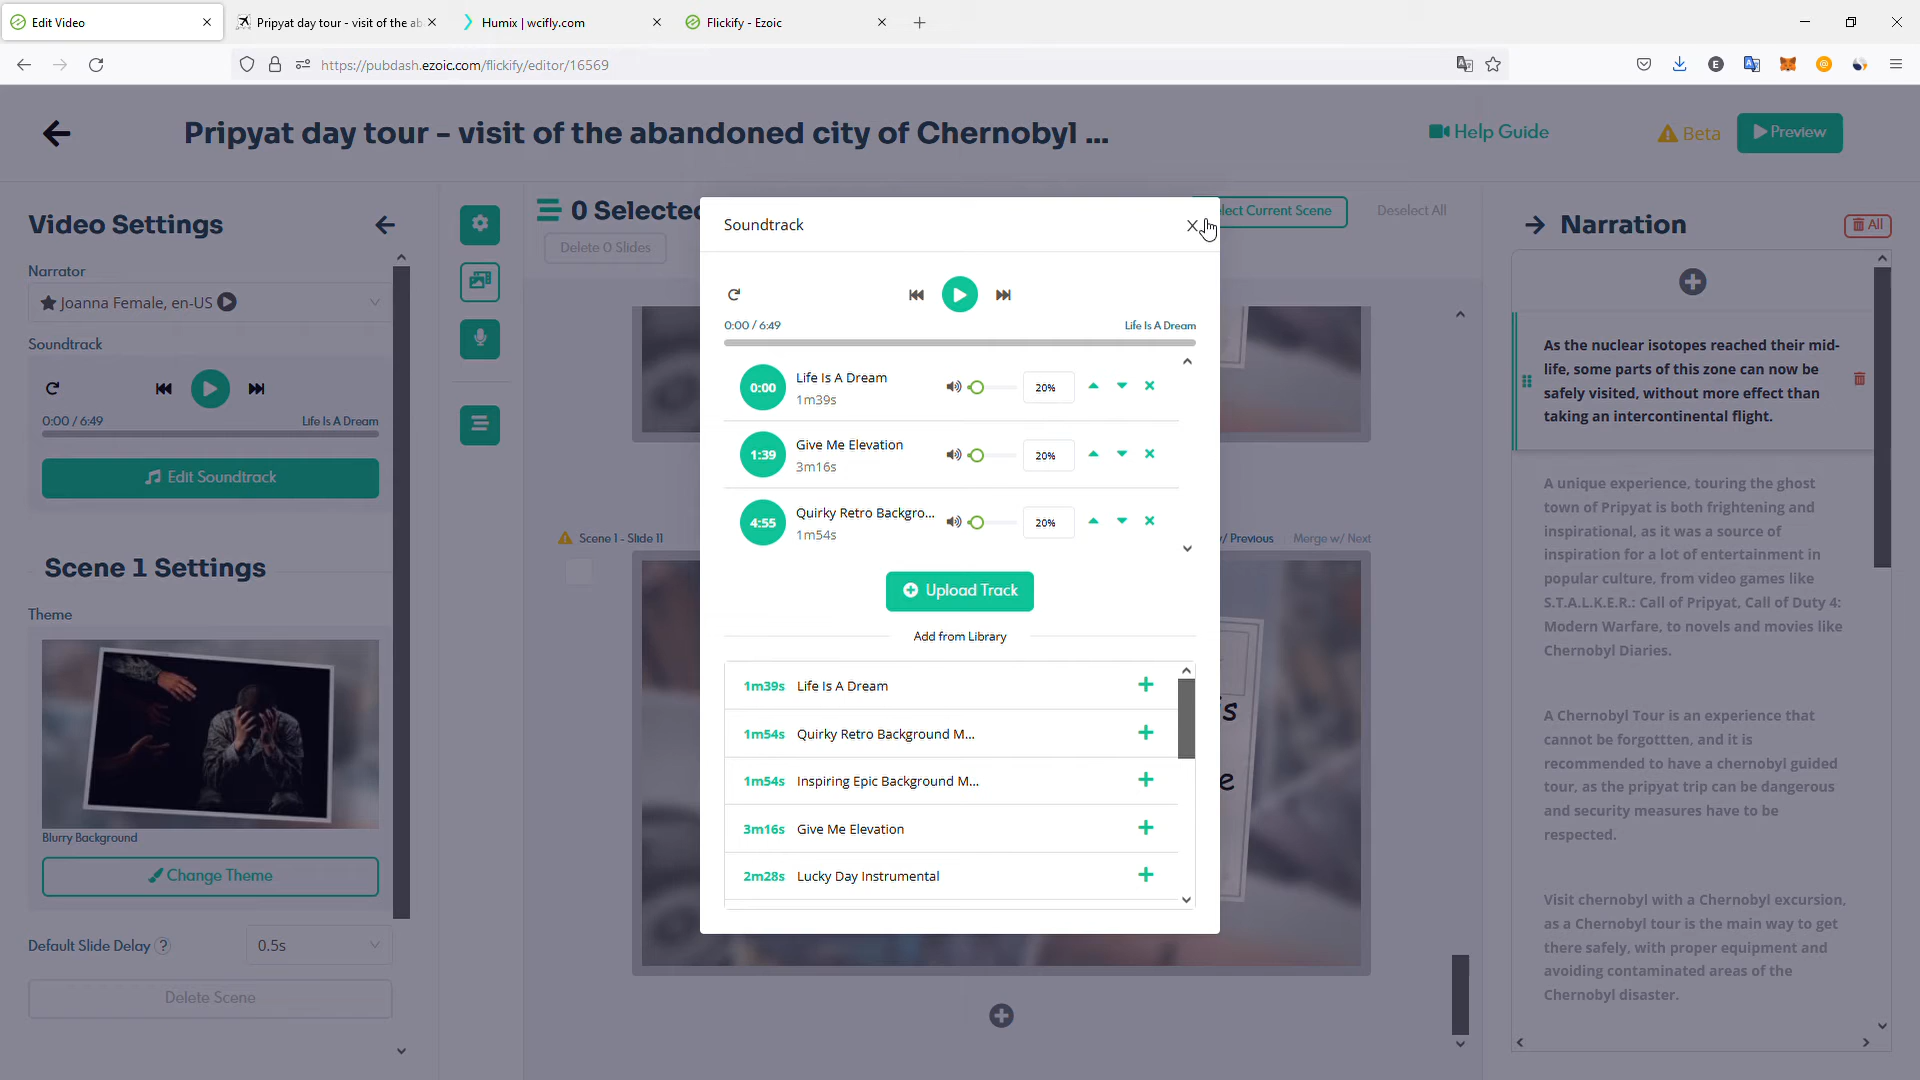 Edit Video
Pripyat day tour - visit of the ab
Humix | wcifly.com
Flickify - Ezoic
https://pubdash.ezoic.com/flickify/editor/16569
Pripyat day tour - visit of the abandoned city of Chernobyl ...
Help Guide
Beta
Preview
Video Settings
Narrator
Joanna Female, en-US
Soundtrack
0:00 / 6:49
Life Is A Dream
Edit Soundtrack
Scene 1 Settings
Theme
Blurry Background
Change Theme
Default Slide Delay ?
0.5s
Delete Scene
0 Selected
Delete 0 Slides
lect Current Scene
Deselect All
Scene 1 - Slide 11
/ Previous
Merge w/ Next
Soundtrack
0:00 / 6:49
Life Is A Dream
0:00
Life Is A Dream
1m39s
20%
1:39
Give Me Elevation
3m16s
20%
4:55
Quirky Retro Backgro...
1m54s
20%
Upload Track
Add from Library
1m39s Life Is A Dream
1m54s Quirky Retro Background M...
1m54s Inspiring Epic Background M...
3m16s Give Me Elevation
2m28s Lucky Day Instrumental
Narration
All
As the nuclear isotopes reached their mid-
life, some parts of this zone can now be
safely visited, without more effect than
taking an intercontinental flight.
A unique experience, touring the ghost
town of Pripyat is both frightening and
inspirational, as it was a source of
inspiration for a lot of entertainment in
popular culture, from video games like
S.T.A.L.K.E.R.: Call of Pripyat, Call of Duty 4:
Modern Warfare, to novels and movies like
Chernobyl Diaries.
A Chernobyl Tour is an experience that
cannot be forgottten, and it is
recommended to have a chernobyl guided
tour, as the pripyat trip can be dangerous
and security measures have to be
respected.
Visit chernobyl with a Chernobyl excursion,
as a Chernobyl tour is the main way to get
there safely, with proper equipment and
avoiding contaminated areas of the
Chernobyl disaster.